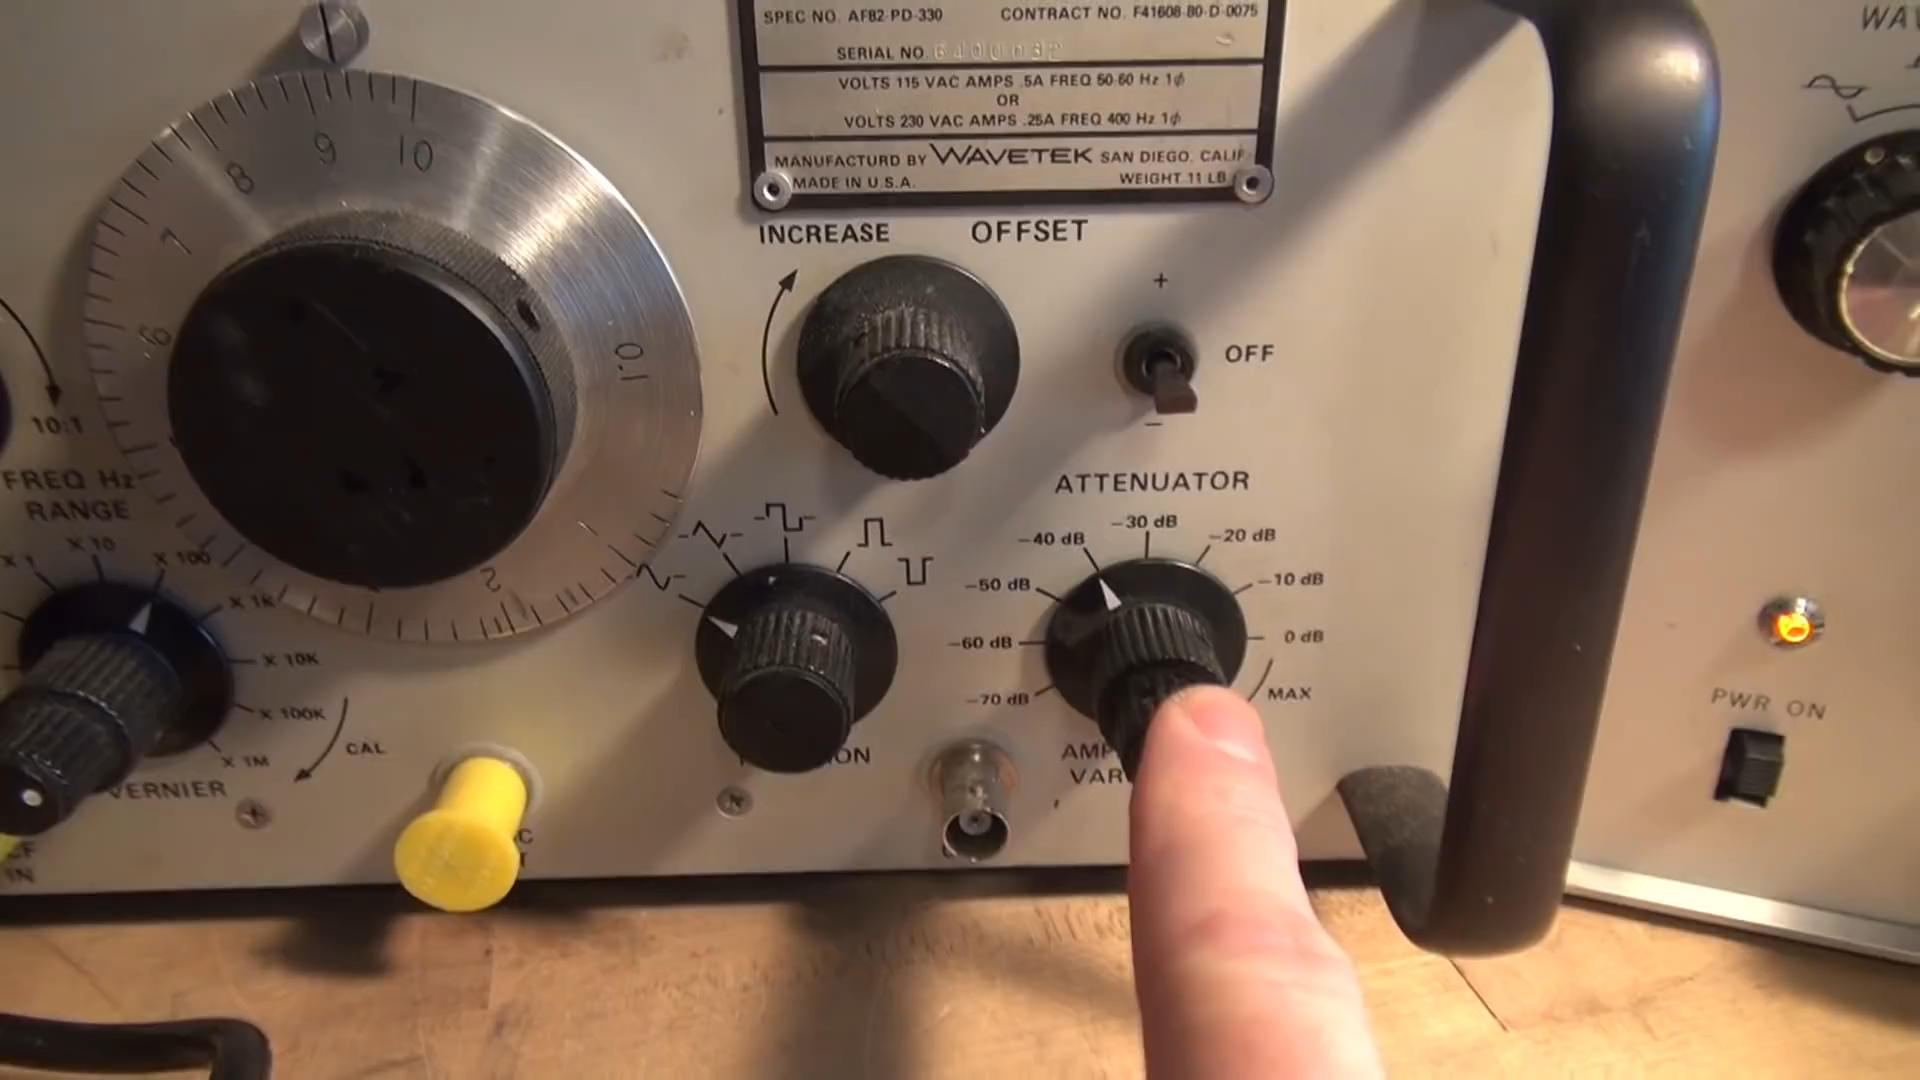 SPEC NO. AF82-PD-330 CONTRACT NO. F41608-80-D-0075
SERIAL NO.
VOLTS 115 VAC AMPS .5A FREQ 50-60 Hz 1ϕ
OR
VOLTS 230 VAC AMPS .25A FREQ 400 Hz 1ϕ
MANUFACTURD BY WAVETEK SAN DIEGO, CALIF
MADE IN U.S.A. WEIGHT 11 LB
INCREASE OFFSET
+
OFF
−
10
9
8
7
6
2
0.1
10:1
FREQ Hz
RANGE
X 1
X 10
X 100
X 1K
X 10K
X 100K
X 1M
CAL
VERNIER
ATTENUATOR
-70 dB
-60 dB
-50 dB
-40 dB
-30 dB
-20 dB
-10 dB
0 dB
MAX
PWR ON
IN